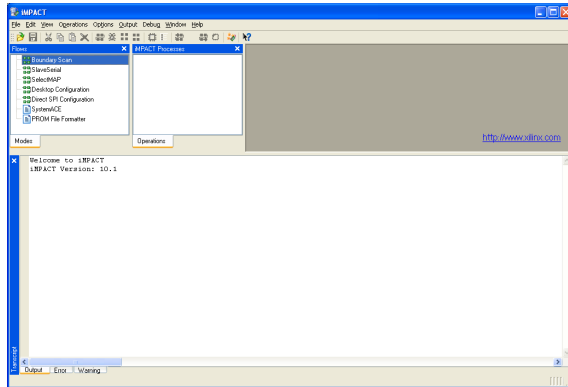 iMPACT
File Edit View Operations Options Output Debug Window Help
Flows
iMPACT Processes
Boundary Scan
SlaveSerial
SelectMAP
Desktop Configuration
Direct SPI Configuration
SystemACE
PROM File Formatter
Modes
Operations
http://www.xilinx.com
Welcome to iMPACT
iMPACT Version: 10.1
Transcript
Output Error Warning